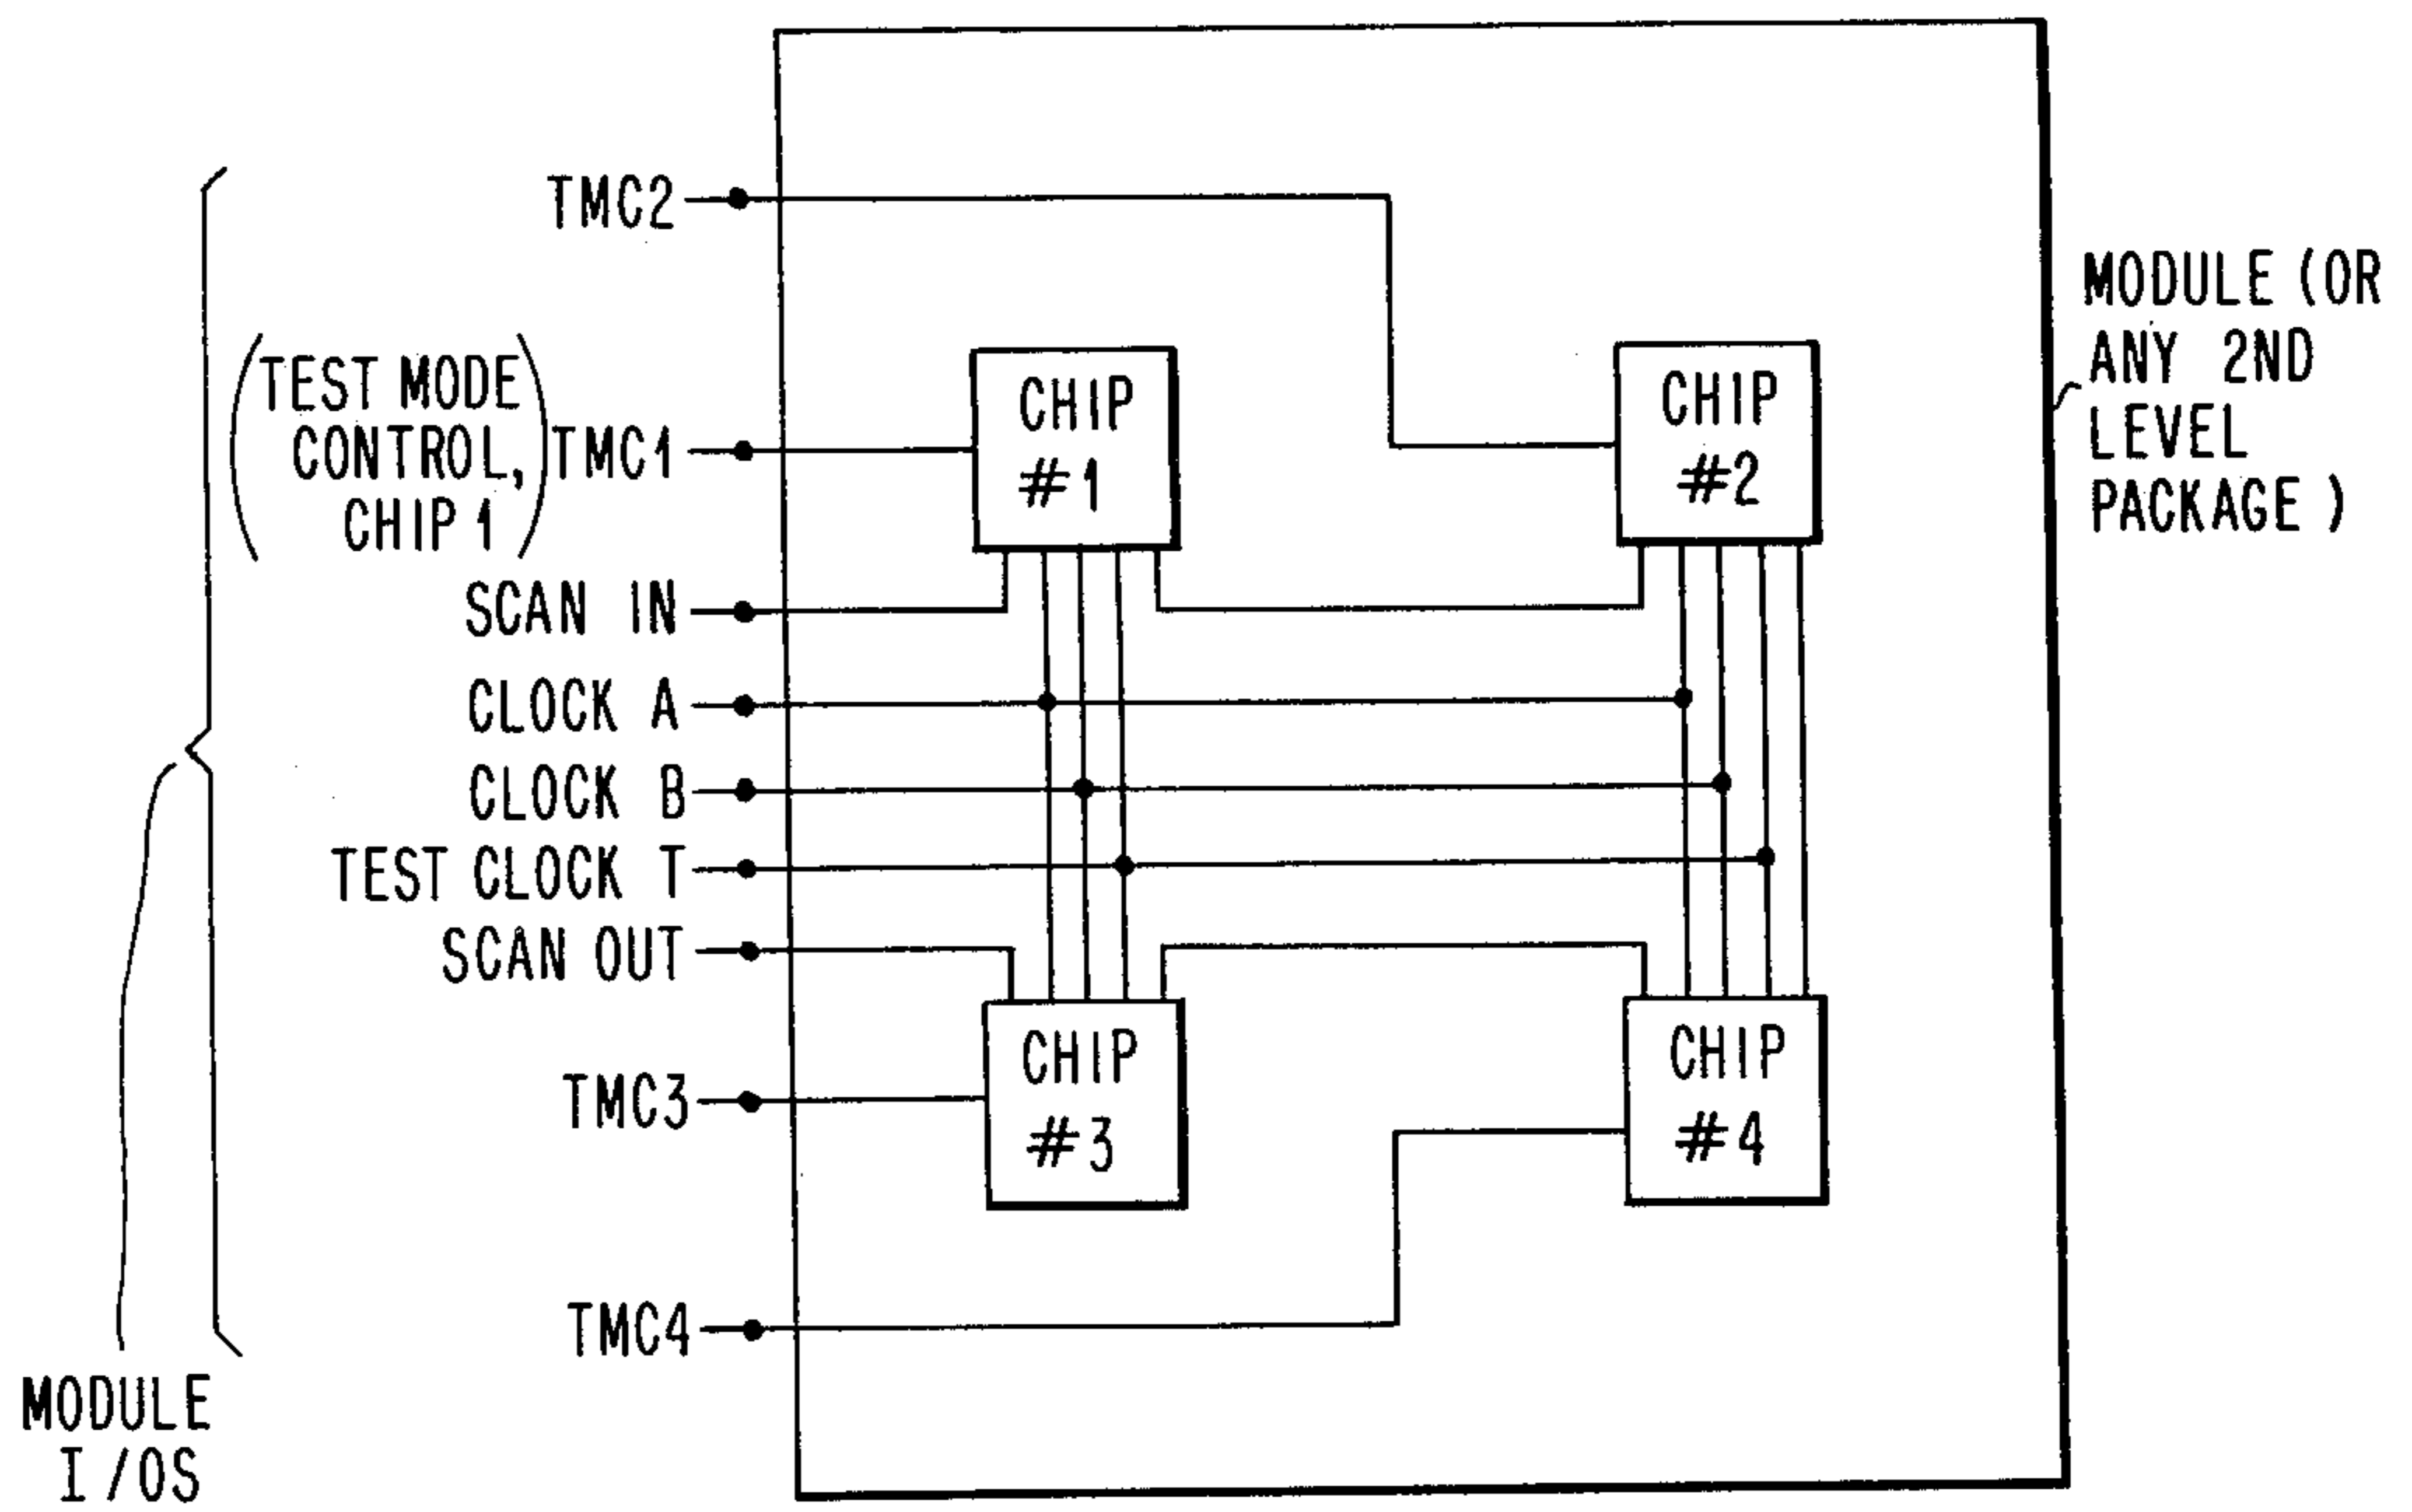 TMC2
(TEST MODE
CONTROL,
CHIP 1)
TMC1
SCAN IN
CLOCK A
CLOCK B
TEST CLOCK T
SCAN OUT
TMC3
TMC4
MODULE
I/OS
CHIP
#1
CHIP
#2
CHIP
#3
CHIP
#4
MODULE (OR
ANY 2ND
LEVEL
PACKAGE)